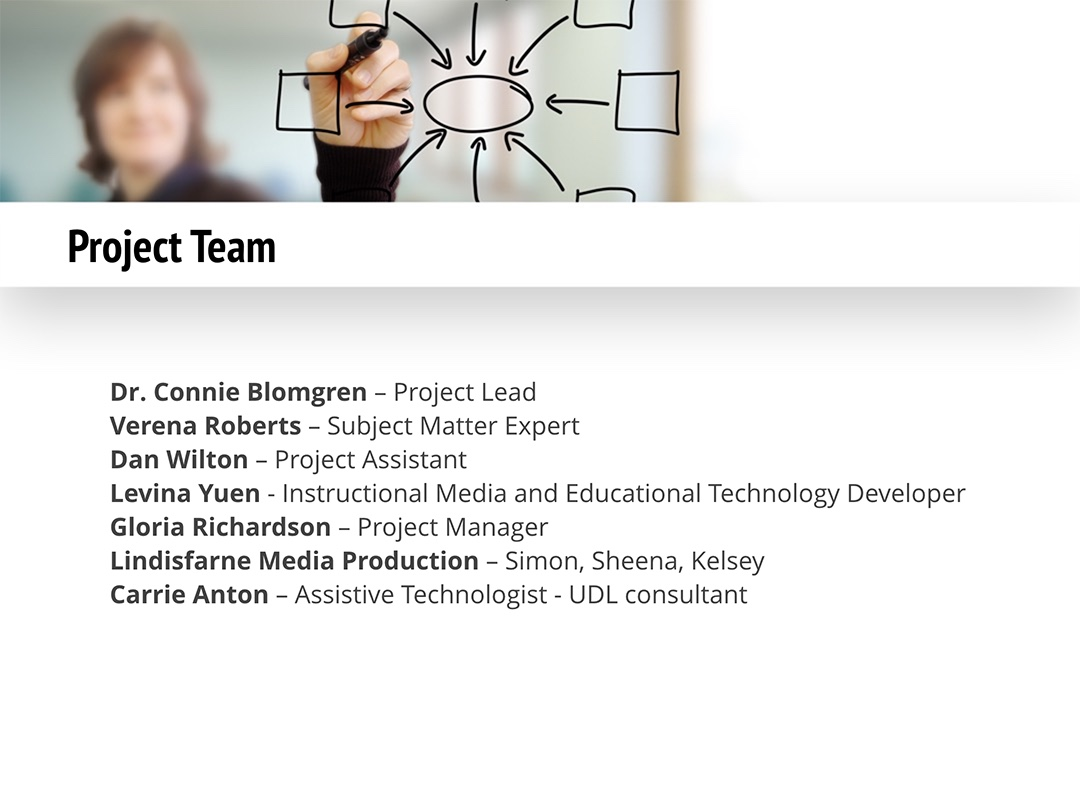 Project Team
Dr. Connie Blomgren – Project Lead
Verena Roberts – Subject Matter Expert
Dan Wilton – Project Assistant
Levina Yuen - Instructional Media and Educational Technology Developer
Gloria Richardson – Project Manager
Lindisfarne Media Production – Simon, Sheena, Kelsey
Carrie Anton – Assistive Technologist - UDL consultant